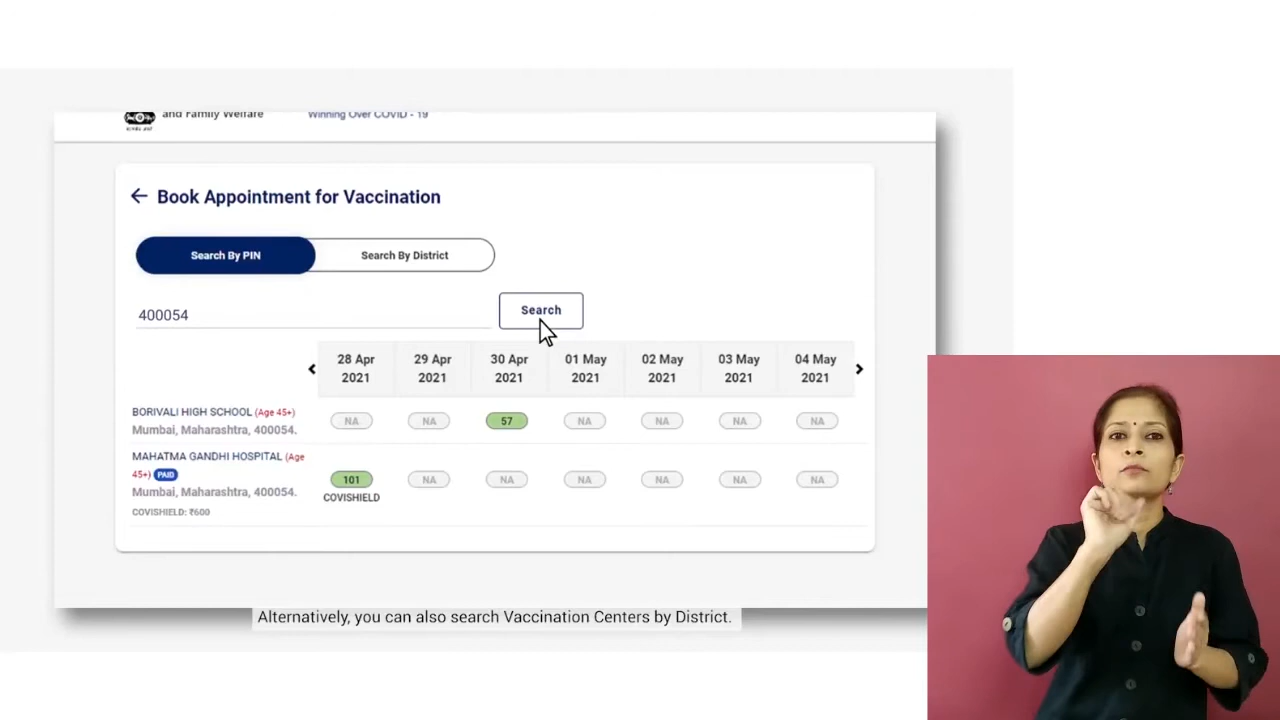 and Family Welfare
Winning Over COVID - 19
Book Appointment for Vaccination
Search By PIN
Search By District
400054
Search
28 Apr 2021
29 Apr 2021
30 Apr 2021
01 May 2021
02 May 2021
03 May 2021
04 May 2021
BORIVALI HIGH SCHOOL (Age 45+)
Mumbai, Maharashtra, 400054.
NA
NA
57
NA
NA
NA
NA
MAHATMA GANDHI HOSPITAL (Age
45+) PAID
Mumbai, Maharashtra, 400054.
COVISHIELD: ₹600
101
COVISHIELD
NA
NA
NA
NA
NA
NA
Alternatively, you can also search Vaccination Centers by District.